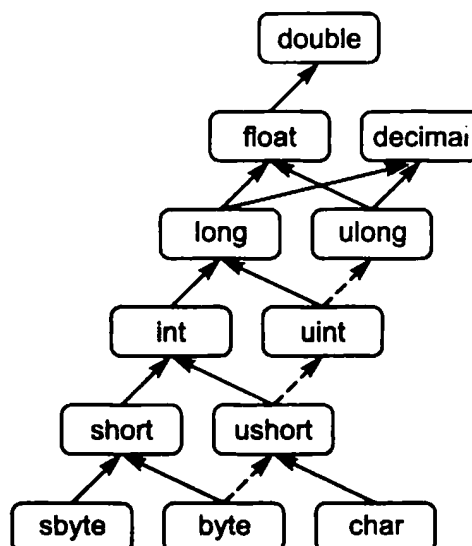 double
float decimal
long ulong
int uint
short ushort
sbyte byte char